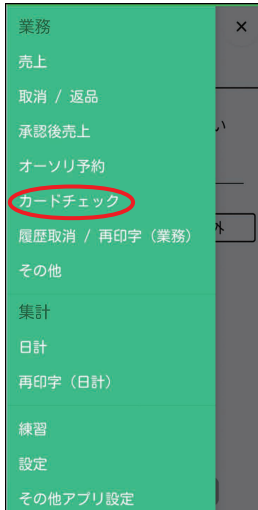 業務
×
売上
取消 / 返品
承認後売上
い
オーソリ予約
カードチェック
履歴取消 / 再印字（業務）
外
その他
集計
日計
再印字（日計）
練習
設定
その他アプリ設定